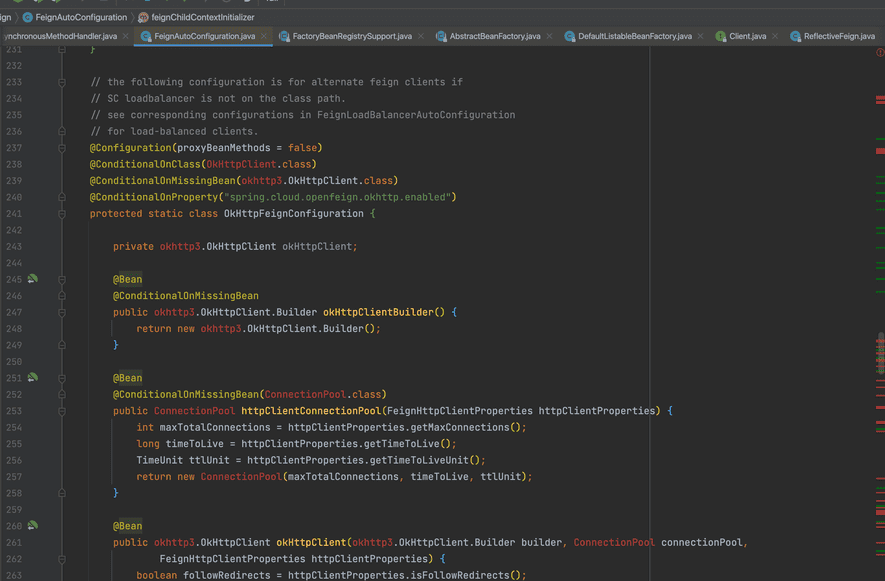 ign FeignAutoConfiguration feignChildContextInitializer
ynchronousMethodHandler.java FeignAutoConfiguration.java FactoryBeanRegistrySupport.java AbstractBeanFactory.java DefaultListableBeanFactory.java Client.java ReflectiveFeign.java
231 }
232
233 // the following configuration is for alternate feign clients if
234 // SC loadbalancer is not on the class path.
235 // see corresponding configurations in FeignLoadBalancerAutoConfiguration
236 // for load-balanced clients.
237 @Configuration(proxyBeanMethods = false)
238 @ConditionalOnClass(OkHttpClient.class)
239 @ConditionalOnMissingBean(okhttp3.OkHttpClient.class)
240 @ConditionalOnProperty("spring.cloud.openfeign.okhttp.enabled")
241 protected static class OkHttpFeignConfiguration {
242
243 private okhttp3.OkHttpClient okHttpClient;
244
245 @Bean
246 @ConditionalOnMissingBean
247 public okhttp3.OkHttpClient.Builder okHttpClientBuilder() {
248 return new okhttp3.OkHttpClient.Builder();
249 }
250
251 @Bean
252 @ConditionalOnMissingBean(ConnectionPool.class)
253 public ConnectionPool httpClientConnectionPool(FeignHttpClientProperties httpClientProperties) {
254 int maxTotalConnections = httpClientProperties.getMaxConnections();
255 long timeToLive = httpClientProperties.getTimeToLive();
256 TimeUnit ttlUnit = httpClientProperties.getTimeToLiveUnit();
257 return new ConnectionPool(maxTotalConnections, timeToLive, ttlUnit);
258 }
259
260 @Bean
261 public okhttp3.OkHttpClient okHttpClient(okhttp3.OkHttpClient.Builder builder, ConnectionPool connectionPool,
262 FeignHttpClientProperties httpClientProperties) {
263 boolean followRedirects = httpClientProperties.isFollowRedirects();